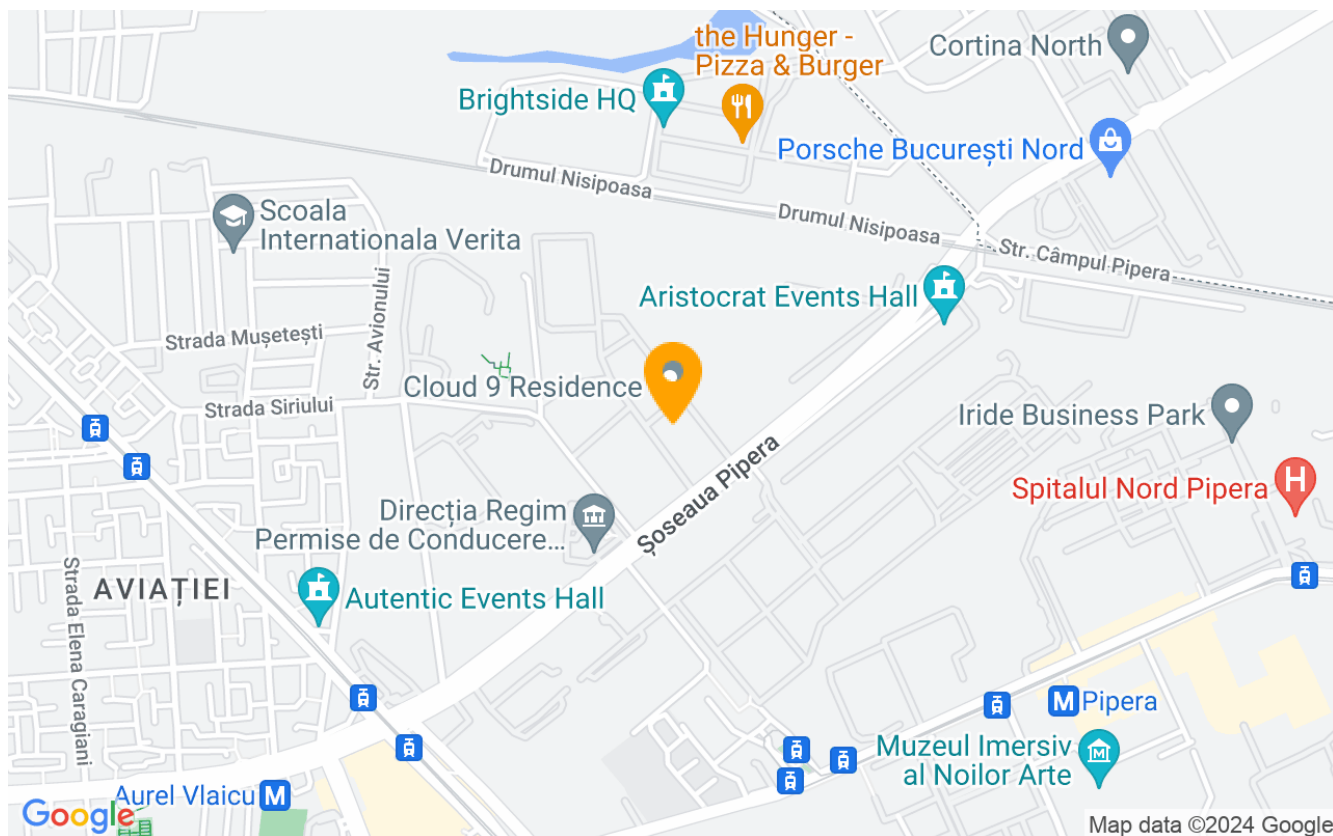 the Hunger -
Pizza & Burger
Cortina North
Brightside HQ
Porsche București Nord
Drumul Nisipoasa
Drumul Nisipoasa
Scoala
Internationala Verita
Str. Câmpul Pipera
Aristocrat Events Hall
Str. Avionului
Strada Mușetești
Cloud 9 Residence
Strada Siriului
Iride Business Park
Șoseaua Pipera
Spitalul Nord Pipera
H
Direcția Regim
Permise de Conducere...
AVIAȚIEI
Autentic Events Hall
Strada Elena Caragiani
M Pipera
Muzeul Imersiv
al Noilor Arte
Aurel Vlaicu M
Google
Map data ©2024 Google